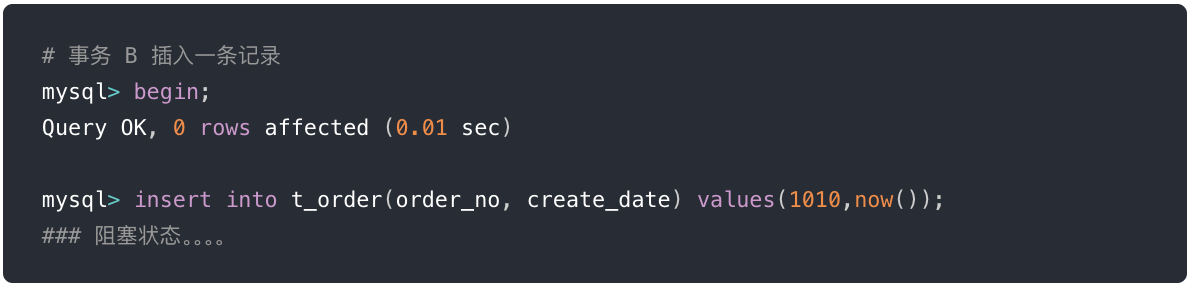 # 事务 B 插入一条记录
mysql> begin;
Query OK, 0 rows affected (0.01 sec)
mysql> insert into t_order(order_no, create_date) values(1010,now());
### 阻塞状态。。。。